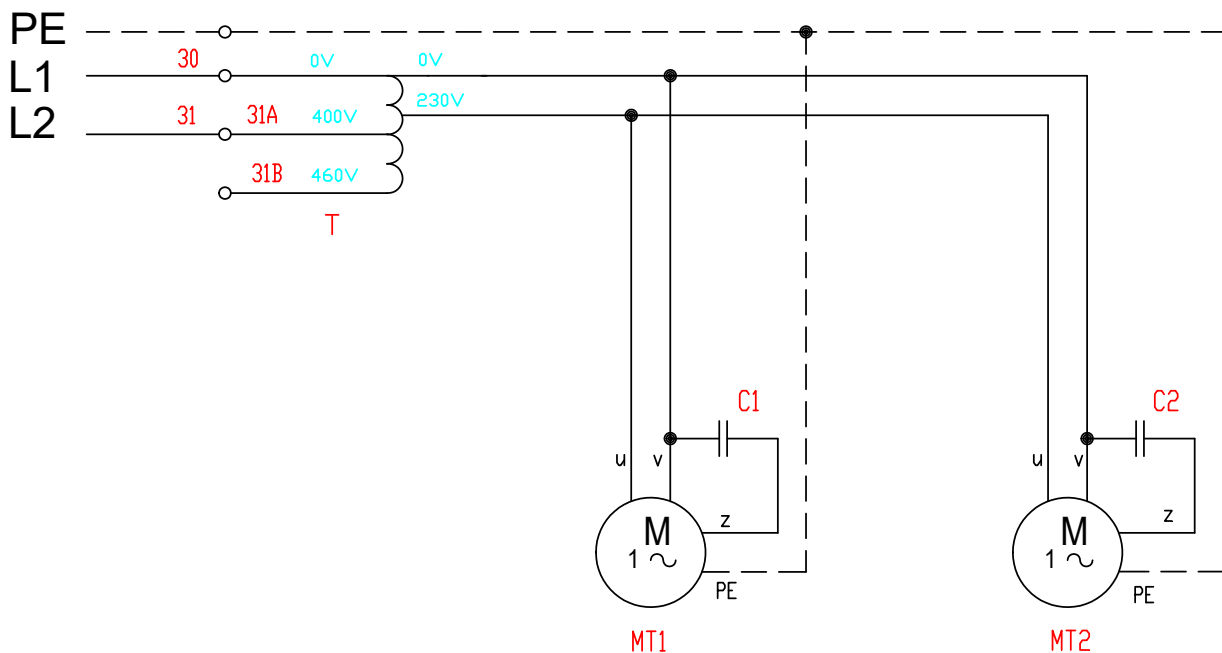 PE
30 0V 0V
L1
230V
31 31A 400V
L2
31B 460V
T
C1 C2
u v u v
z z
M M
1 1
PE PE
MT1 MT2